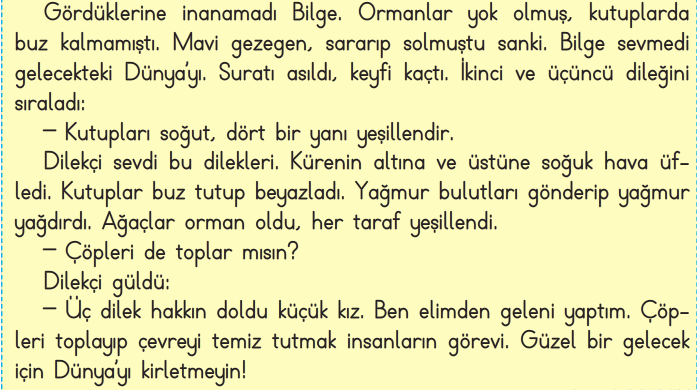 Gördüklerine inanamadı Bilge. Ormanlar yok olmuş, kutuplarda
buz kalmamıştı. Mavi gezegen, sararıp solmuştu sanki. Bilge sevmedi
gelecekteki Dünya'yı. Suratı asıldı, keyfi kaçtı. İkinci ve üçüncü dileğini
sıraladı:
– Kutupları soğut, dört bir yanı yeşillendir.
Dilekçi sevdi bu dilekleri. Kürenin altına ve üstüne soğuk hava üf-
ledi. Kutuplar buz tutup beyazladı. Yağmur bulutları gönderip yağmur
yağdırdı. Ağaçlar orman oldu, her taraf yeşillendi.
– Çöpleri de toplar mısın?
Dilekçi güldü:
– Üç dilek hakkın doldu küçük kız. Ben elimden geleni yaptım. Çöp-
leri toplayıp çevreyi temiz tutmak insanların görevi. Güzel bir gelecek
için Dünya'yı kirletmeyin!